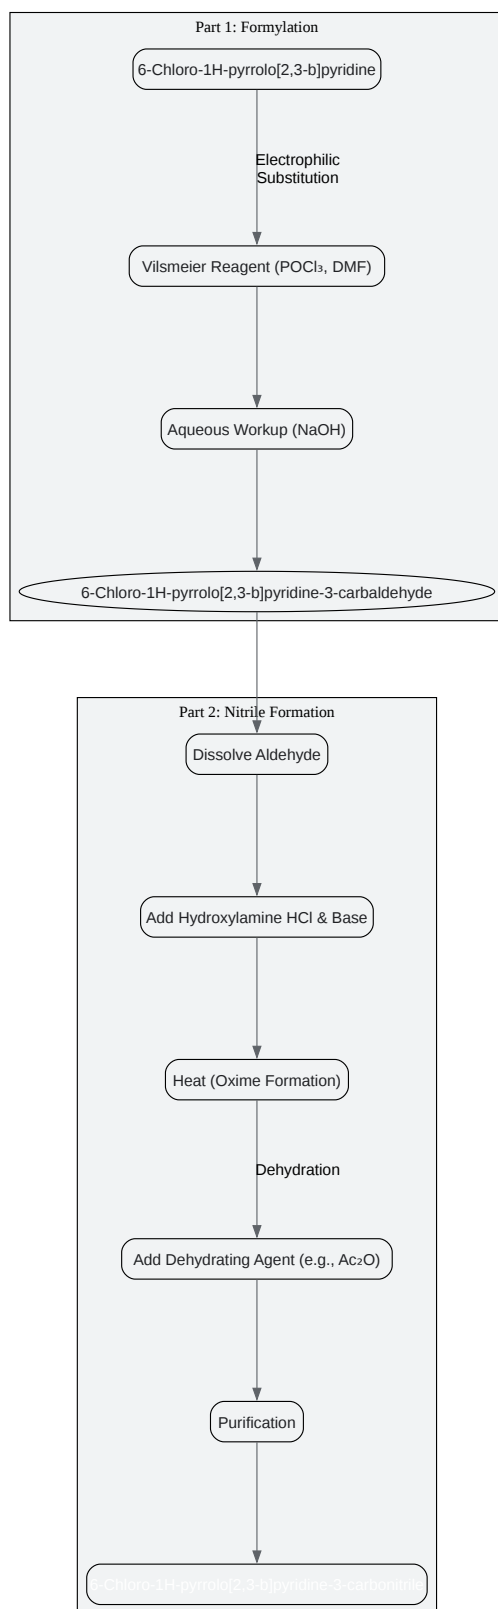 Part 1: Formylation
6-Chloro-1H-pyrrolo[2,3-b]pyridine
Electrophilic
Substitution
Vilsmeier Reagent (POCl₃, DMF)
Aqueous Workup (NaOH)
6-Chloro-1H-pyrrolo[2,3-b]pyridine-3-carbaldehyde
Part 2: Nitrile Formation
Dissolve Aldehyde
Add Hydroxylamine HCl & Base
Heat (Oxime Formation)
Dehydration
Add Dehydrating Agent (e.g., Ac₂O)
Purification
6-Chloro-1H-pyrrolo[2,3-b]pyridine-3-carbonitrile